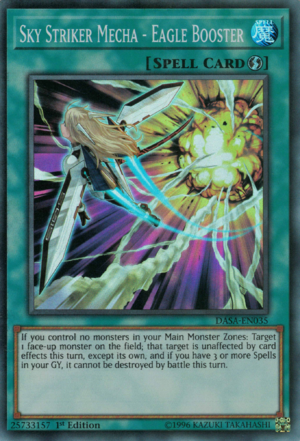 Sky Striker Mecha - Eagle Booster
SPELL
魔
[Spell Card]
DASA-EN035
If you control no monsters in your Main Monster Zones: Target
1 face-up monster on the field; that target is unaffected by card
effects this turn, except its own, and if you have 3 or more Spells
in your GY, it cannot be destroyed by battle this turn.
25733157
1st Edition
©1996 KAZUKI TAKAHASHI